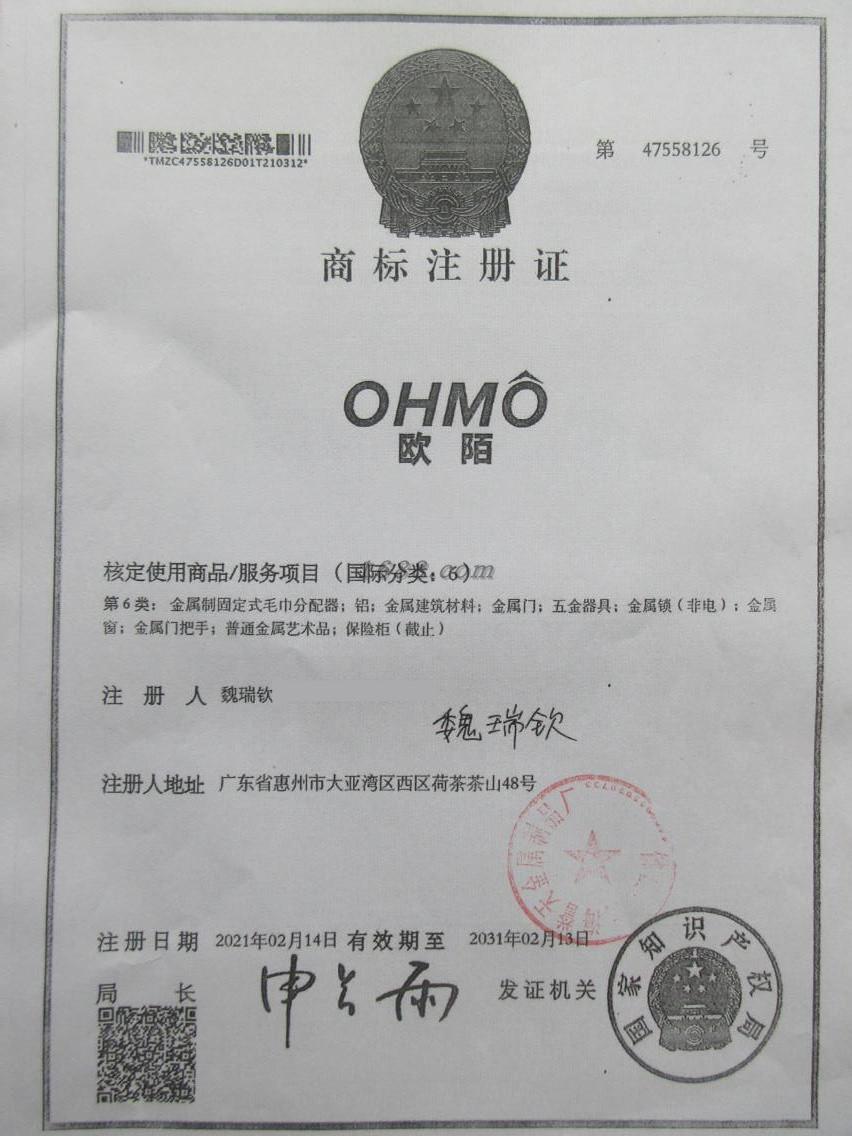 *TMZC47558126D01T210312*
第 47558126 号
商标注册证
OHMÔ
欧陌
核定使用商品/服务项目（国际分类：6）
1688.com
第6类：金属制固定式毛巾分配器；铝；金属建筑材料；金属门；五金器具；金属锁（非电）；金属
窗；金属门把手；普通金属艺术品；保险柜（截止）
注册人 魏瑞钦
魏瑞钦
注册人地址 广东省惠州市大亚湾区西区荷茶茶山48号
金属制品厂
注册日期 2021年02月14日 有效期至 2031年02月13日
局长 申长雨 发证机关
国家知识产权局